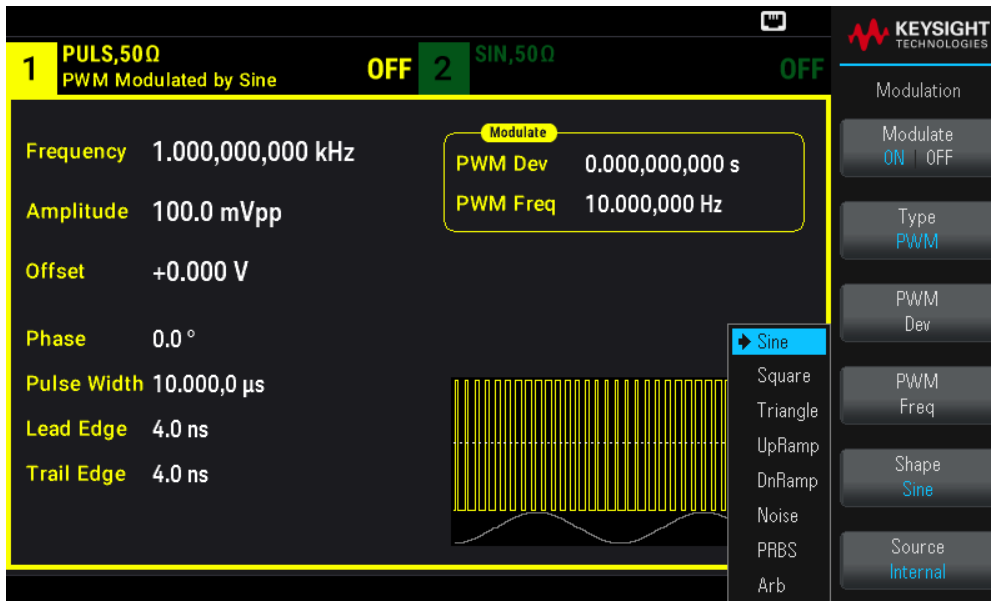 KEYSIGHT
TECHNOLOGIES
1
PULS,50Ω
PWM Modulated by Sine
OFF
2
SIN,50Ω
OFF
Modulation
Frequency 1.000,000,000 kHz
Amplitude 100.0 mVpp
Offset +0.000 V
Phase 0.0 °
Pulse Width 10.000,0 µs
Lead Edge 4.0 ns
Trail Edge 4.0 ns
Modulate
PWM Dev 0.000,000,000 s
PWM Freq 10.000,000 Hz
Sine
Square
Triangle
UpRamp
DnRamp
Noise
PRBS
Arb
Modulate
ON | OFF
Type
PWM
PWM
Dev
PWM
Freq
Shape
Sine
Source
Internal